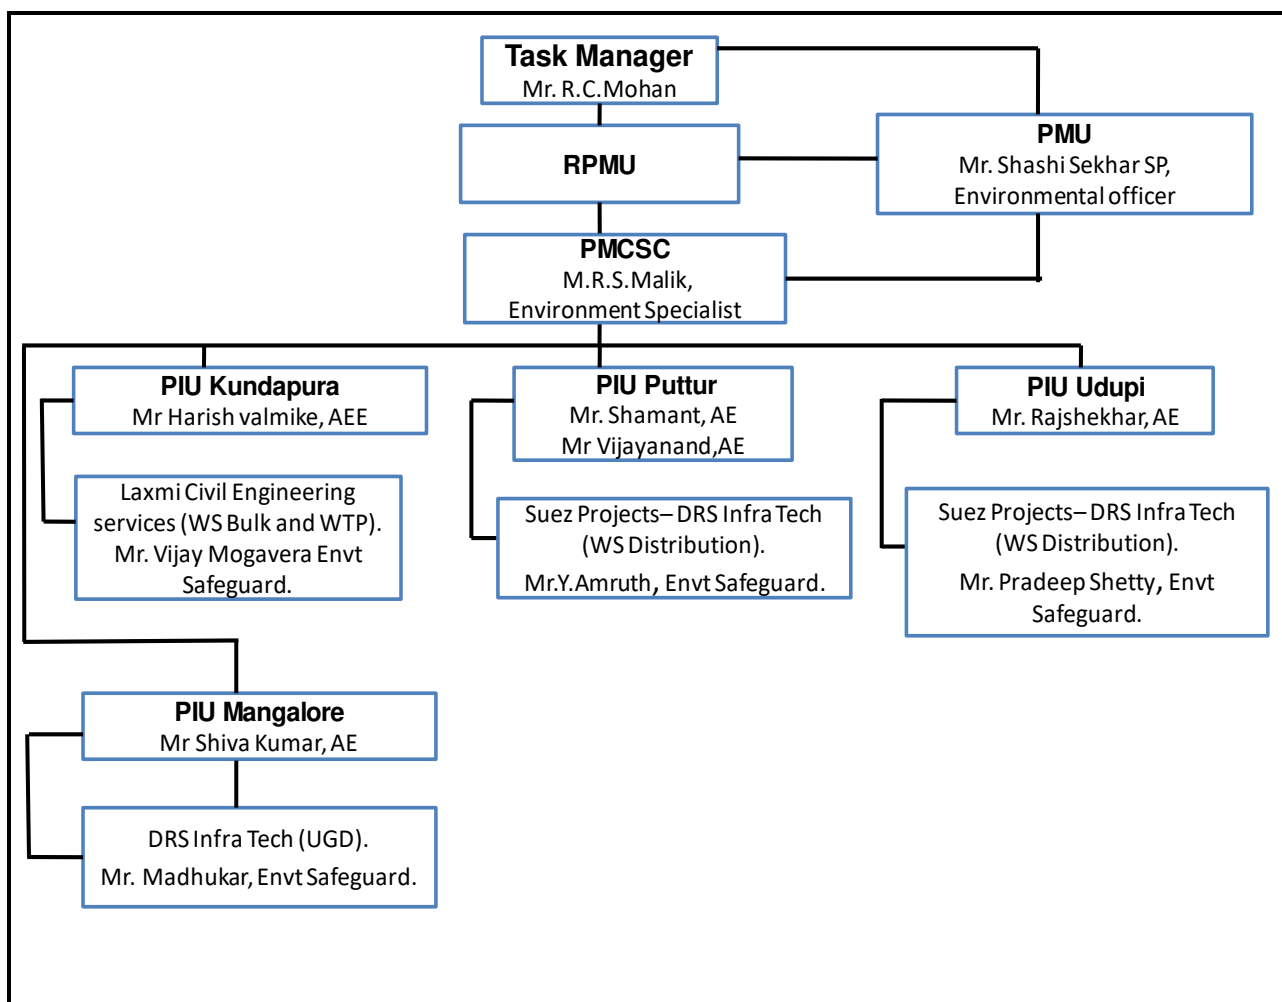 Task Manager
Mr. R.C.Mohan
RPMU
PMU
Mr. Shashi Sekhar SP,
Environmental officer
PMCSC
M.R.S.Malik,
Environment Specialist
PIU Kundapura
Mr Harish valmike, AEE
Laxmi Civil Engineering
services (WS Bulk and WTP).
Mr. Vijay Mogavera Envt
Safeguard.
PIU Puttur
Mr. Shamant, AE
Mr Vijayanand,AE
Suez Projects– DRS Infra Tech
(WS Distribution).
Mr.Y.Amruth, Envt Safeguard.
PIU Udupi
Mr. Rajshekhar, AE
Suez Projects– DRS Infra Tech
(WS Distribution).
Mr. Pradeep Shetty, Envt
Safeguard.
PIU Mangalore
Mr Shiva Kumar, AE
DRS Infra Tech (UGD).
Mr. Madhukar, Envt Safeguard.